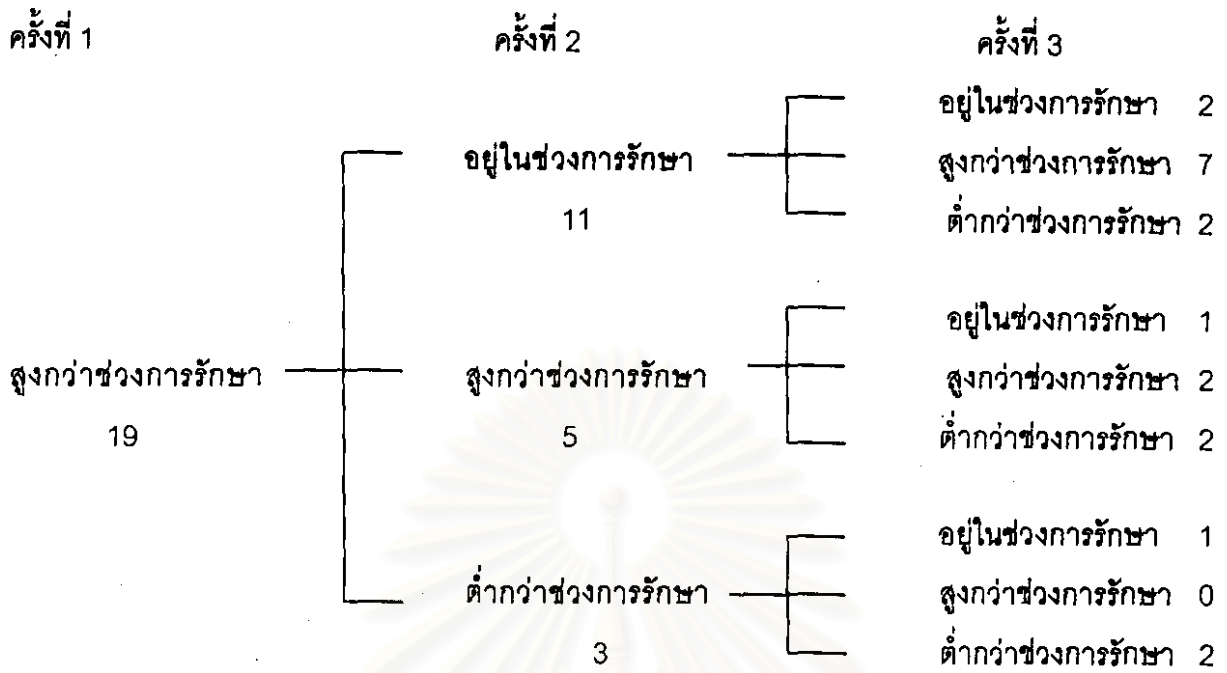 ครั้งที่ 1 ครั้งที่ 2 ครั้งที่ 3
อยู่ในช่วงการรักษา 2
อยู่ในช่วงการรักษา สูงกว่าช่วงการรักษา 7
11 ต่ำกว่าช่วงการรักษา 2
อยู่ในช่วงการรักษา 1
สูงกว่าช่วงการรักษา สูงกว่าช่วงการรักษา สูงกว่าช่วงการรักษา 2
19 5 ต่ำกว่าช่วงการรักษา 2
อยู่ในช่วงการรักษา 1
ต่ำกว่าช่วงการรักษา สูงกว่าช่วงการรักษา 0
3 ต่ำกว่าช่วงการรักษา 2